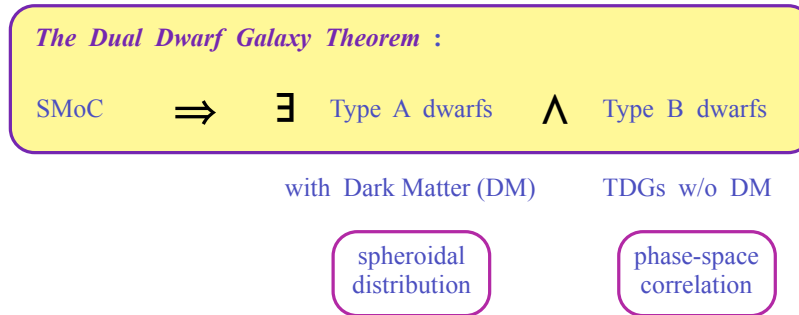 The Dual Dwarf Galaxy Theorem :
SMoC ⇒ ∃ Type A dwarfs ∧ Type B dwarfs
with Dark Matter (DM) TDGs w/o DM
spheroidal distribution
phase-space correlation